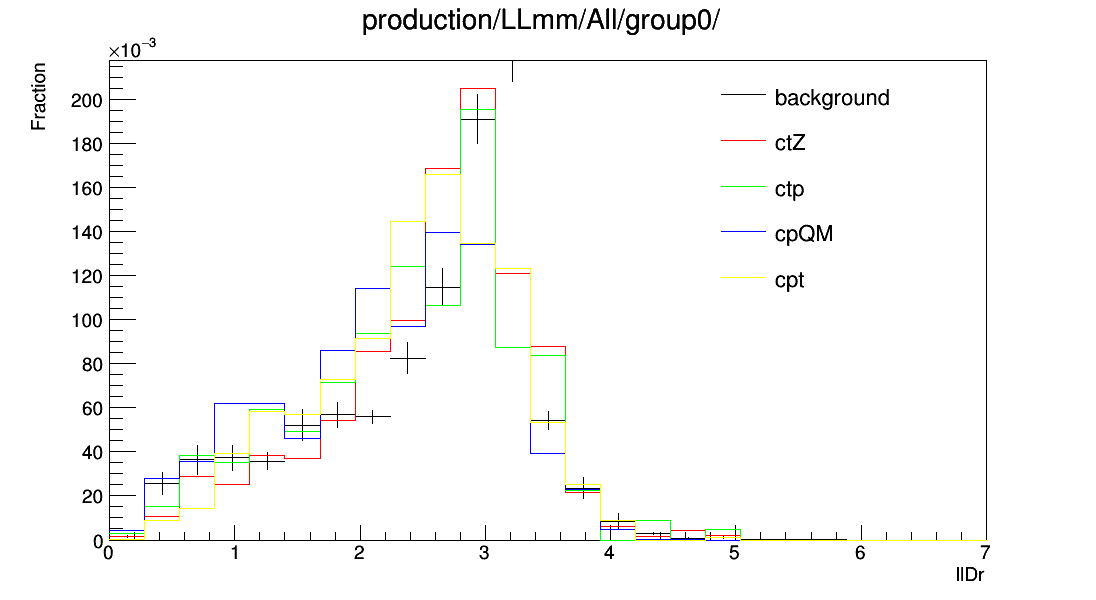 production/LLmm/All/group0/
×10⁻³
Fraction
200
180
160
140
120
100
80
60
40
20
0
0 1 2 3 4 5 6 7
llDr
background
ctZ
ctp
cpQM
cpt